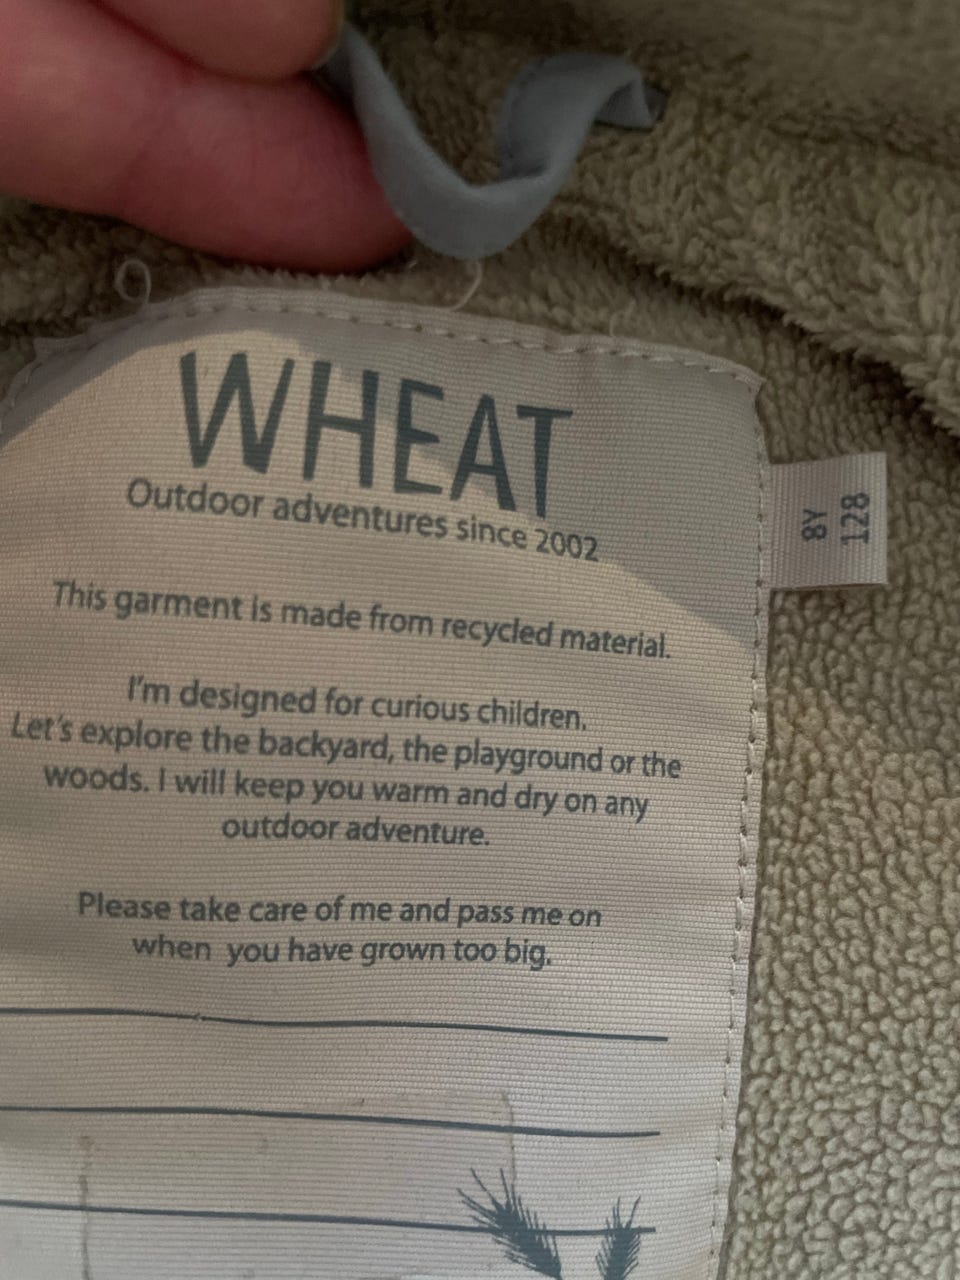 WHEAT
Outdoor adventures since 2002
This garment is made from recycled material.
I'm designed for curious children.
Let's explore the backyard, the playground or the
woods. I will keep you warm and dry on any
outdoor adventure.
Please take care of me and pass me on
when you have grown too big.
8Y
128